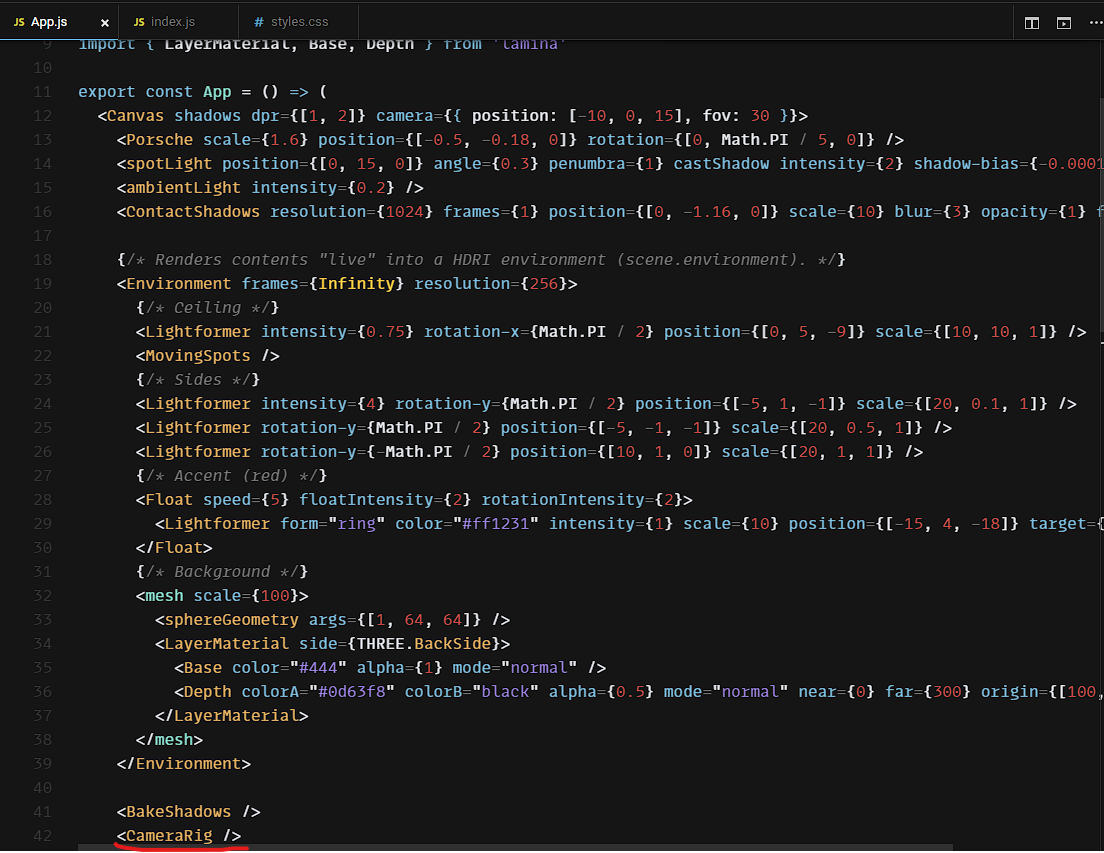 JS App.js × JS index.js # styles.css
9 import { LayerMaterial, Base, Depth } from 'lamina'
10
11 export const App = () => (
12 <Canvas shadows dpr={[1, 2]} camera={{ position: [-10, 0, 15], fov: 30 }}>
13 <Porsche scale={1.6} position={[-0.5, -0.18, 0]} rotation={[0, Math.PI / 5, 0]} />
14 <spotLight position={[0, 15, 0]} angle={0.3} penumbra={1} castShadow intensity={2} shadow-bias={-0.0001
15 <ambientLight intensity={0.2} />
16 <ContactShadows resolution={1024} frames={1} position={[0, -1.16, 0]} scale={10} blur={3} opacity={1} f
17
18 {/* Renders contents "live" into a HDRI environment (scene.environment). */}
19 <Environment frames={Infinity} resolution={256}>
20 {/* Ceiling */}
21 <Lightformer intensity={0.75} rotation-x={Math.PI / 2} position={[0, 5, -9]} scale={[10, 10, 1]} />
22 <MovingSpots />
23 {/* Sides */}
24 <Lightformer intensity={4} rotation-y={Math.PI / 2} position={[-5, 1, -1]} scale={[20, 0.1, 1]} />
25 <Lightformer rotation-y={Math.PI / 2} position={[-5, -1, -1]} scale={[20, 0.5, 1]} />
26 <Lightformer rotation-y={-Math.PI / 2} position={[10, 1, 0]} scale={[20, 1, 1]} />
27 {/* Accent (red) */}
28 <Float speed={5} floatIntensity={2} rotationIntensity={2}>
29 <Lightformer form="ring" color="#ff1231" intensity={1} scale={10} position={[-15, 4, -18]} target={
30 </Float>
31 {/* Background */}
32 <mesh scale={100}>
33 <sphereGeometry args={[1, 64, 64]} />
34 <LayerMaterial side={THREE.BackSide}>
35 <Base color="#444" alpha={1} mode="normal" />
36 <Depth colorA="#0d63f8" colorB="black" alpha={0.5} mode="normal" near={0} far={300} origin={[100,
37 </LayerMaterial>
38 </mesh>
39 </Environment>
40
41 <BakeShadows />
42 <CameraRig />